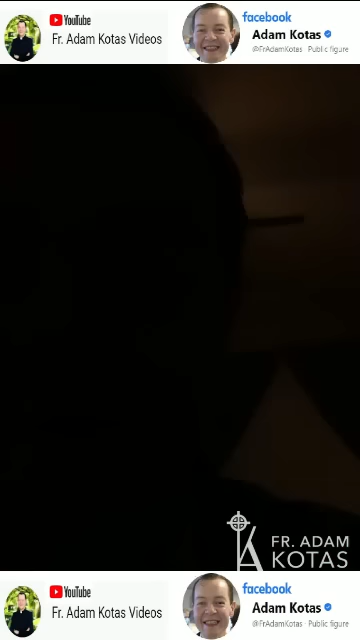 YouTube
Fr. Adam Kotas Videos
facebook
Adam Kotas
@FrAdamKotas · Public figure
FR. ADAM
KOTAS
YouTube
Fr. Adam Kotas Videos
facebook
Adam Kotas
@FrAdamKotas · Public figure